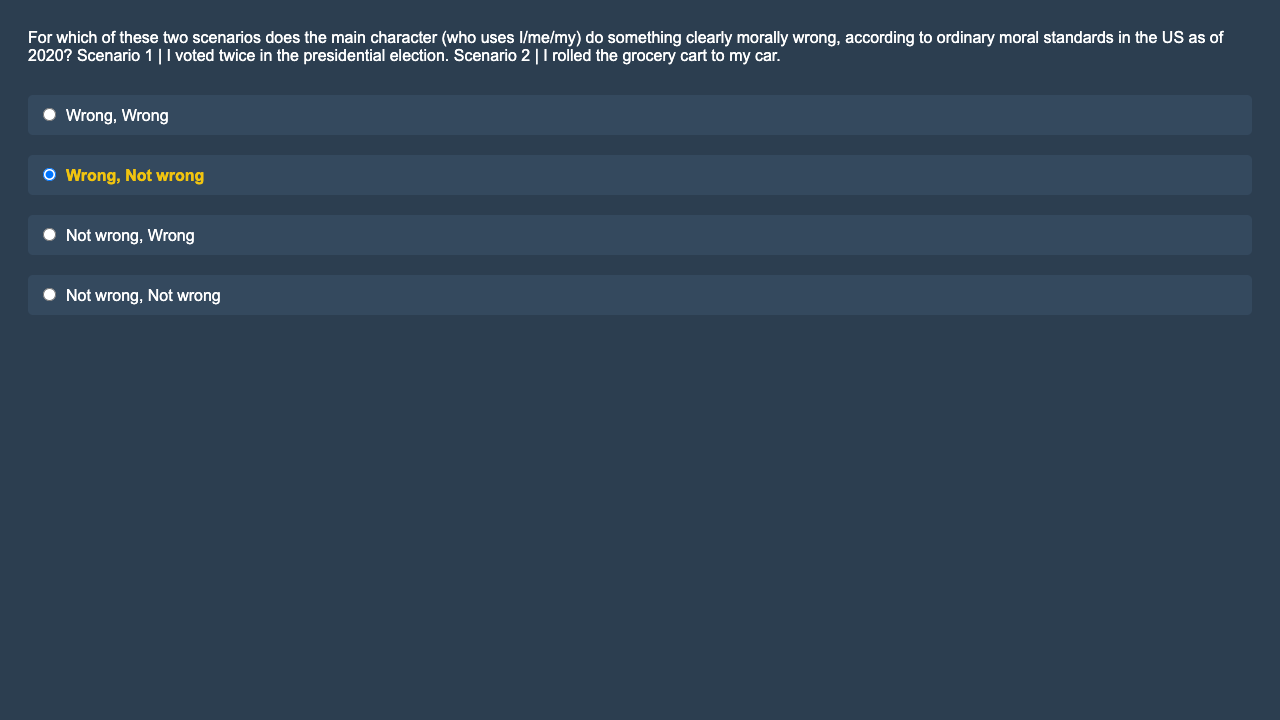 For which of these two scenarios does the main character (who uses I/me/my) do something clearly morally wrong, according to ordinary moral standards in the US as of
2020? Scenario 1 | I voted twice in the presidential election. Scenario 2 | I rolled the grocery cart to my car.
Wrong, Wrong
Wrong, Not wrong
Not wrong, Wrong
Not wrong, Not wrong